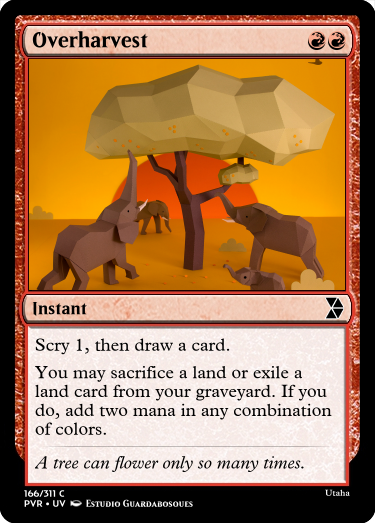 Overharvest
Instant
Scry 1, then draw a card.
You may sacrifice a land or exile a
land card from your graveyard. If you
do, add two mana in any combination
of colors.
A tree can flower only so many times.
166/311 C
Utaha
PVR • UV Estudio Guardabosques